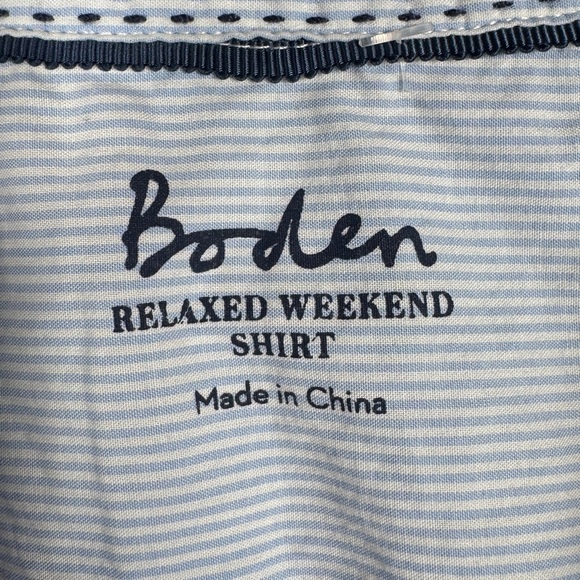 Boden
RELAXED WEEKEND
SHIRT
Made in China